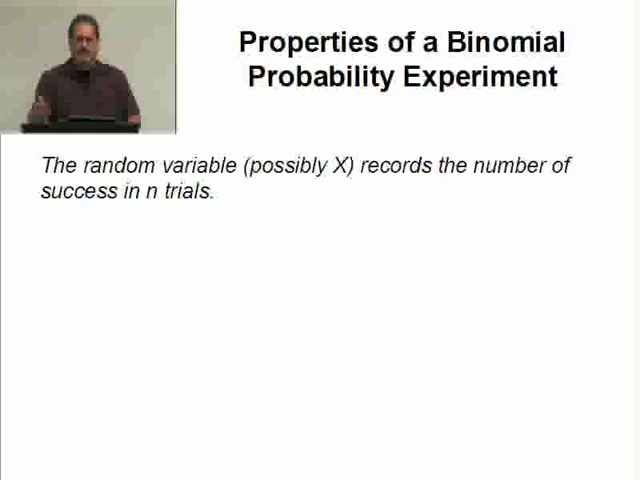 Properties of a Binomial
Probability Experiment
The random variable (possibly X) records the number of
success in n trials.